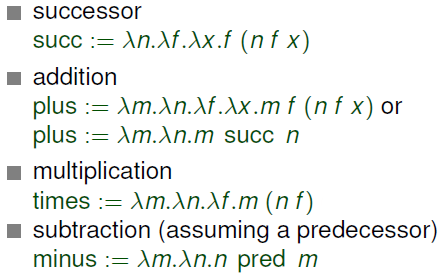 successor
succ := λn.λf.λx.f (n f x)
addition
plus := λm.λn.λf.λx.m f (n f x) or
plus := λm.λn.m succ n
multiplication
times := λm.λn.λf.m (n f)
subtraction (assuming a predecessor)
minus := λm.λn.n pred m